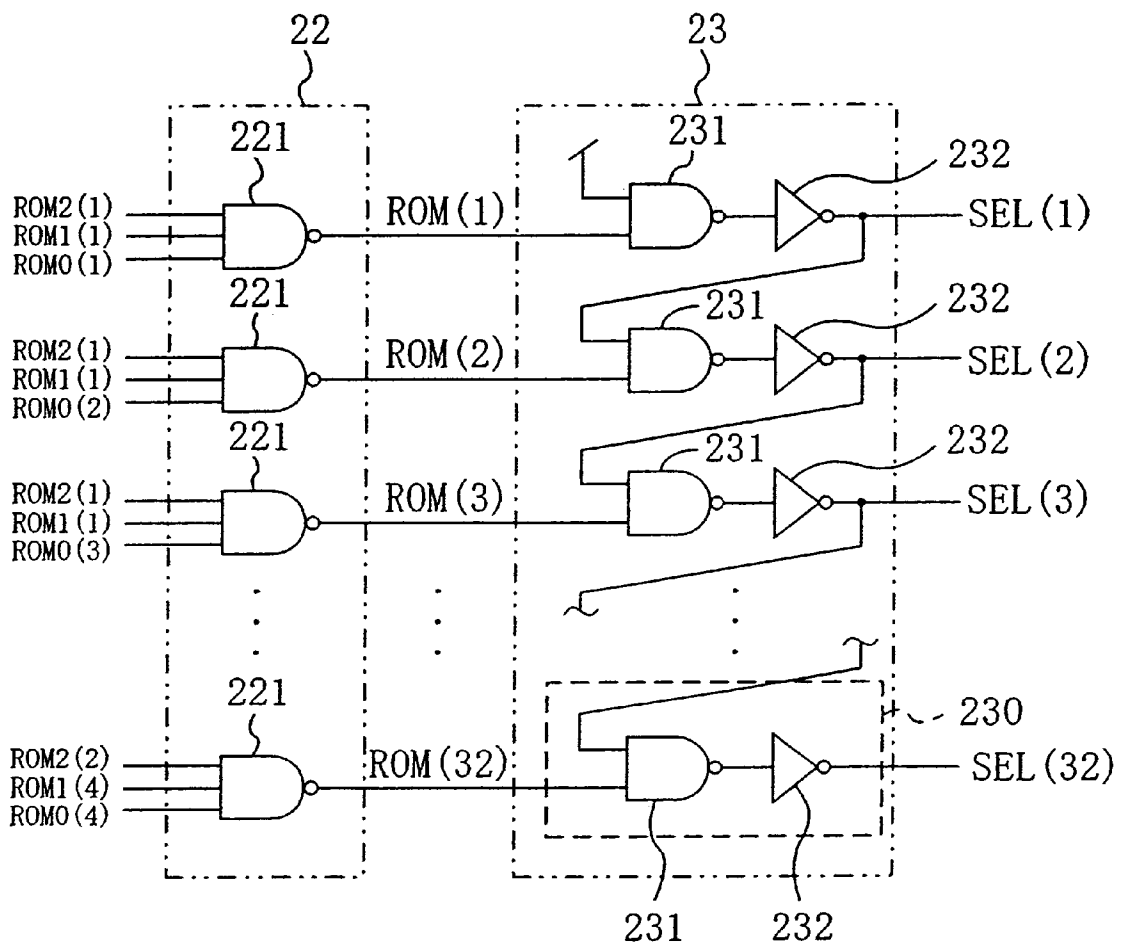 22
23
221
231
232
ROM2(1)
ROM1(1)
ROM0(1)
ROM(1)
SEL(1)
221
231
232
ROM2(1)
ROM1(1)
ROM0(2)
ROM(2)
SEL(2)
221
231
232
ROM2(1)
ROM1(1)
ROM0(3)
ROM(3)
SEL(3)
221
230
ROM2(2)
ROM1(4)
ROM0(4)
ROM(32)
SEL(32)
231
232